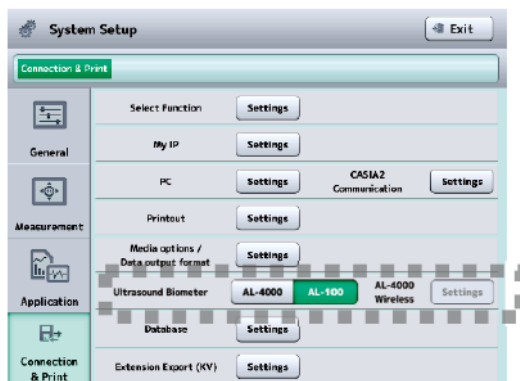 System Setup
Exit
Connection & Print
General
Measurement
Application
Connection
& Print
Select Function
Settings
My IP
Settings
PC
Settings
CASIA2
Communication
Settings
Printout
Settings
Media options /
Data output format
Settings
Ultrasound Biometer
AL-4000
AL-100
AL-4000
Wireless
Settings
Database
Settings
Extension Export (KV)
Settings